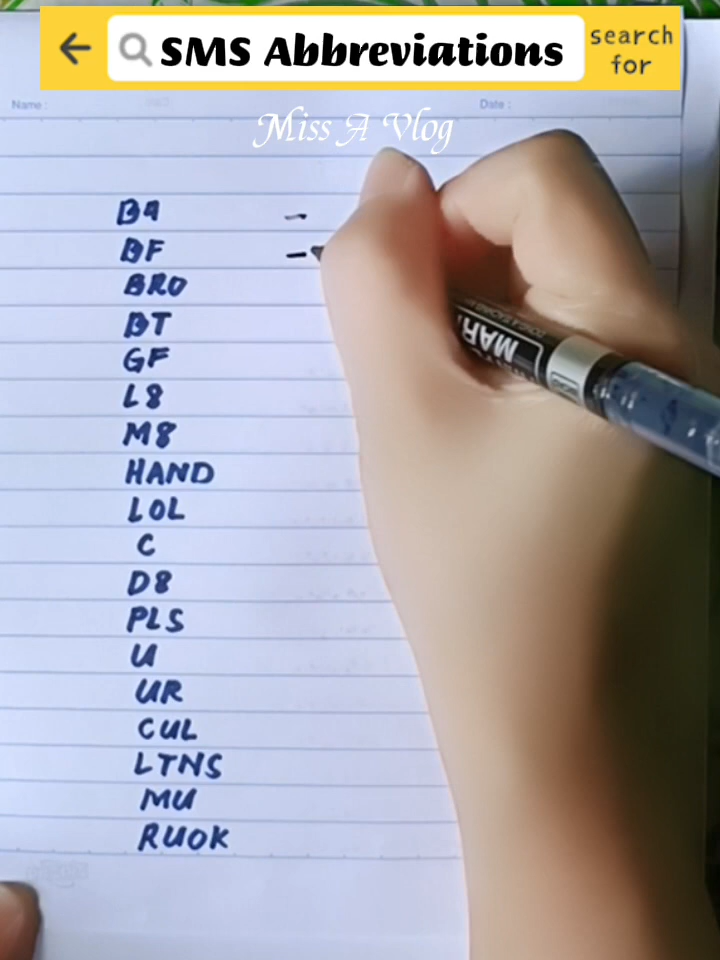 SMS Abbreviations
search
for
Name :
Date :
Miss A Vlog
B4
BF
BRO
BT
GF
L8
M8
HAND
LOL
C
D8
PLS
U
UR
CUL
LTNS
MU
RUOK
MAR